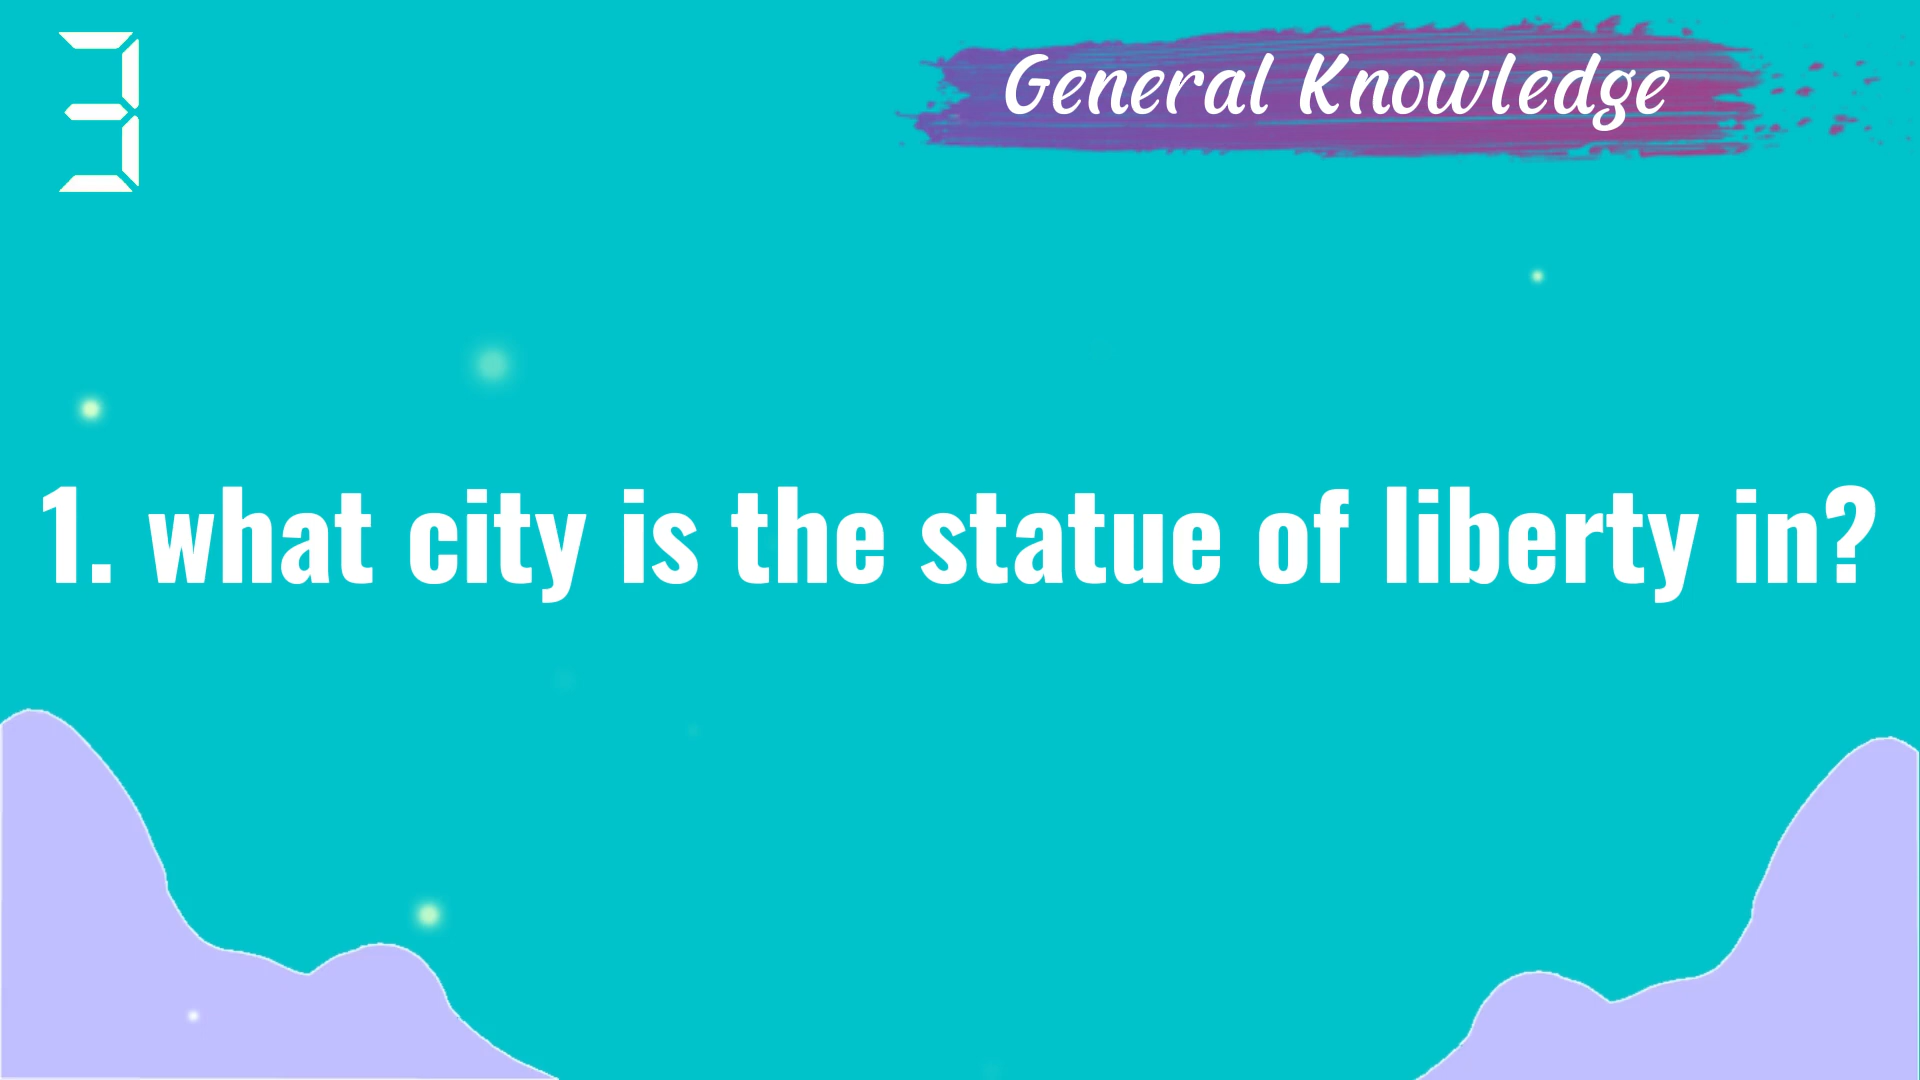 3
General Knowledge
1. what city is the statue of liberty in?